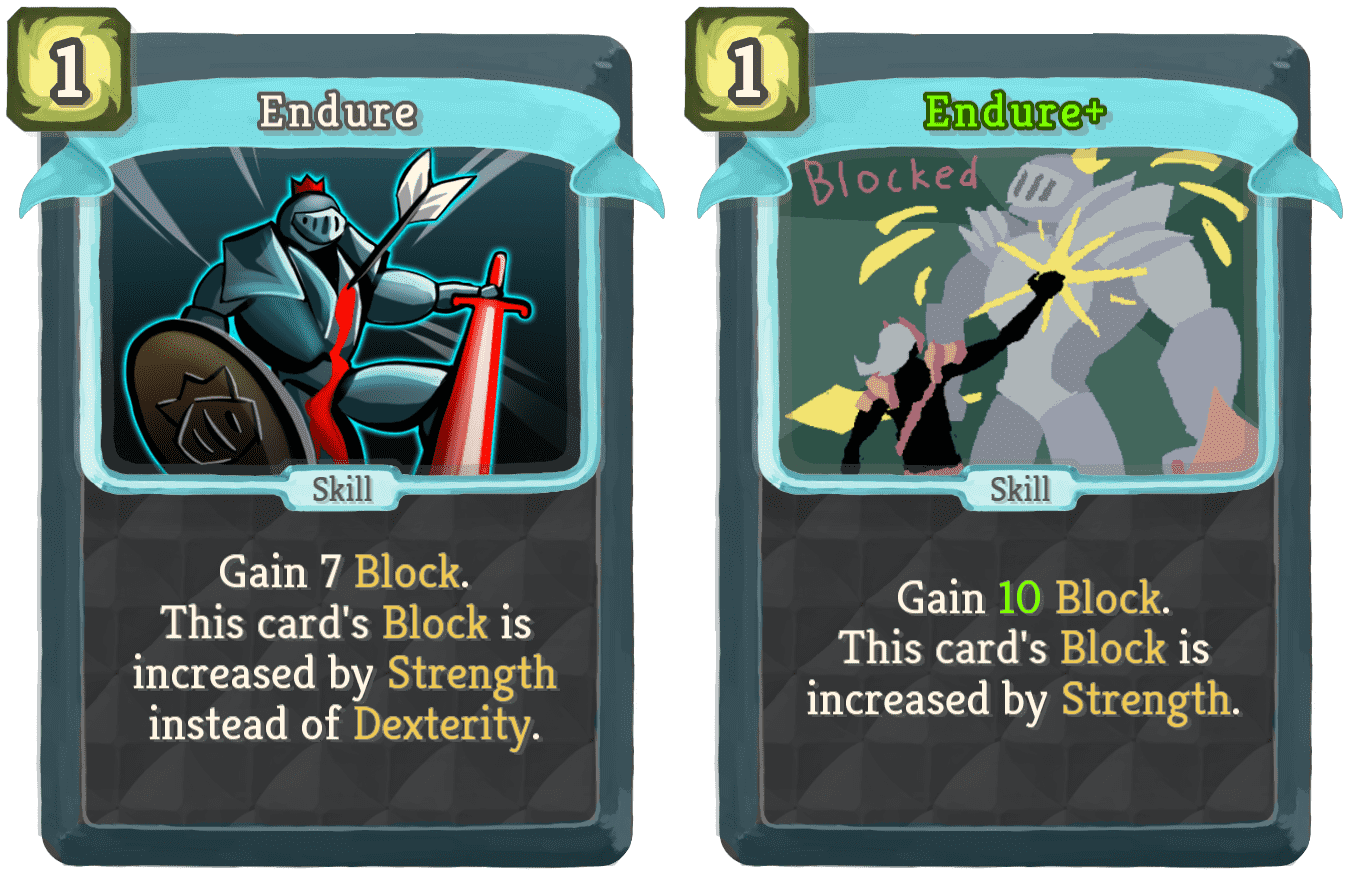 1
Endure
Skill
Gain 7 Block.
This card's Block is
increased by Strength
instead of Dexterity.
1
Endure+
Blocked
Skill
Gain 10 Block.
This card's Block is
increased by Strength.